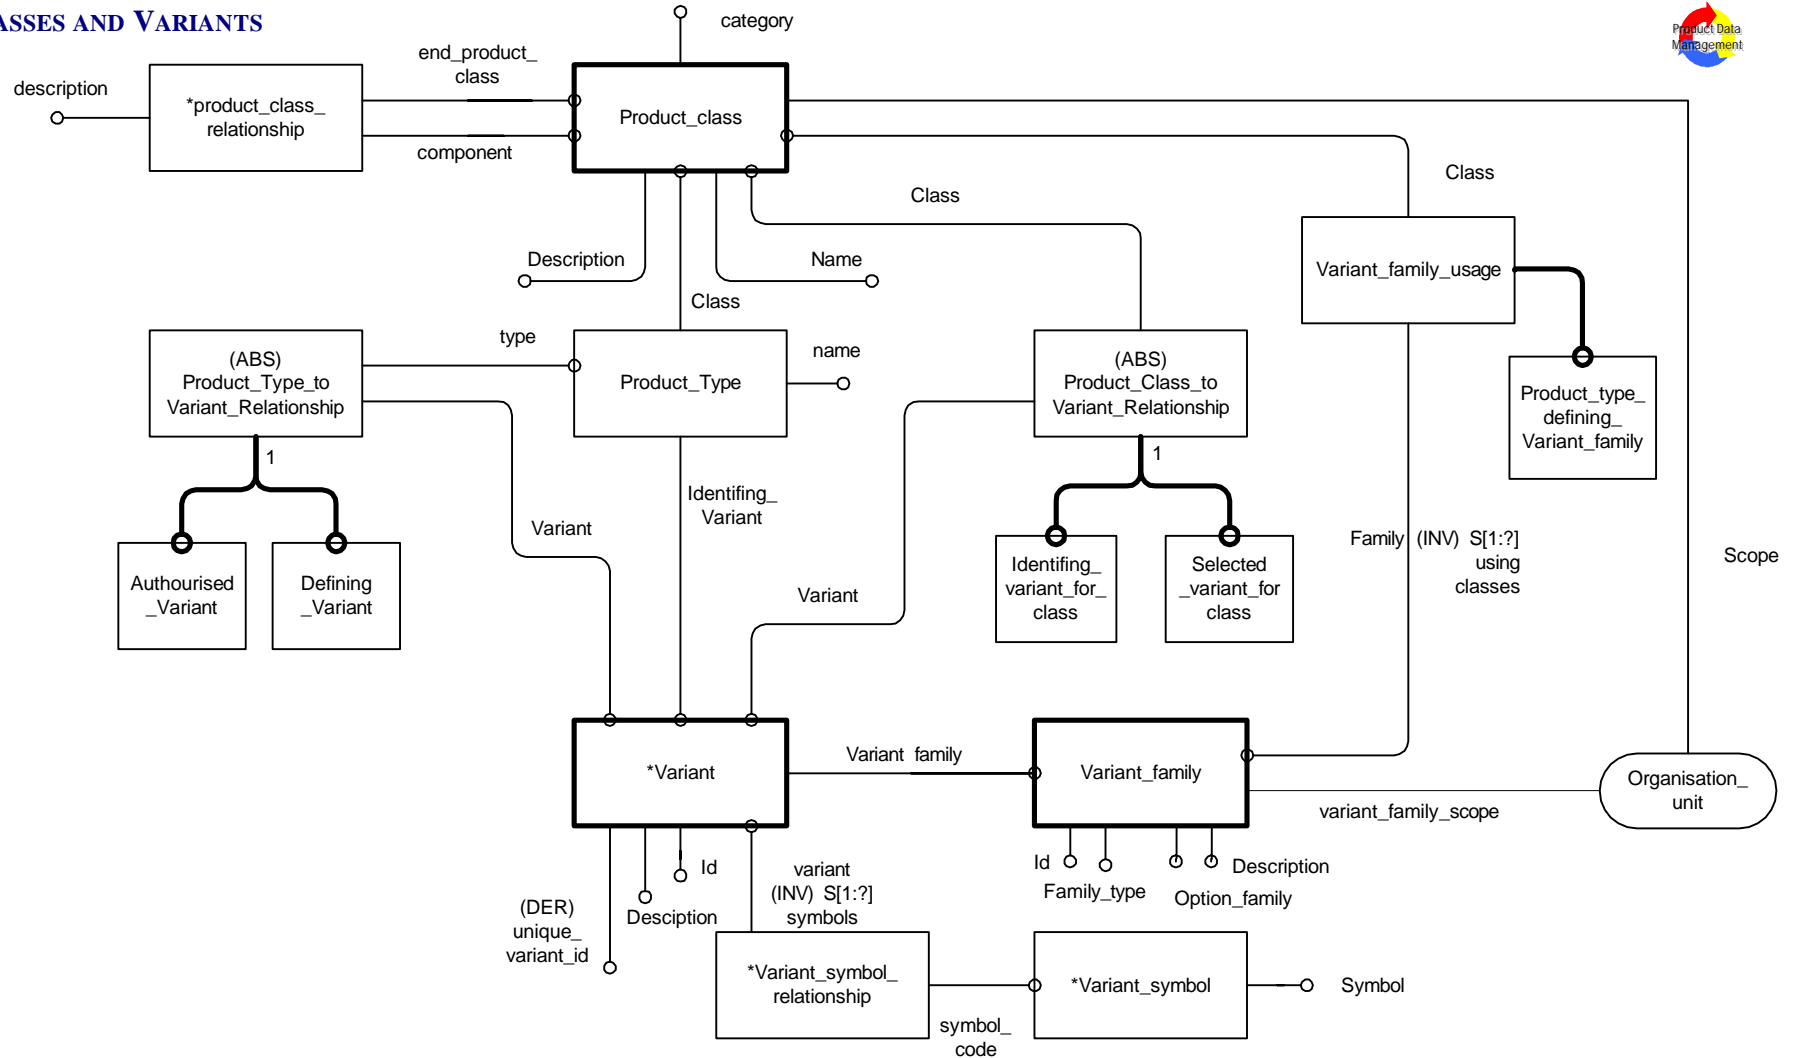 ASSES AND VARIANTS
category
Product Data
Management
end_product_
class
description
*product_class_
relationship
Product_class
component
Class
Class
Description
Name
Variant_family_usage
Class
type
name
(ABS)
Product_Type_to
Variant_Relationship
Product_Type
(ABS)
Product_Class_to
Variant_Relationship
Product_type_
defining_
Variant_family
1
1
Identifing_
Variant
Variant
Family (INV) S[1:?]
using
classes
Scope
Authourised
_Variant
Defining
_Variant
Variant
Identifing_
variant_for_
class
Selected
_variant_for
class
Variant family
*Variant
Variant_family
Organisation_
unit
variant_family_scope
Id
Id
Description
Family_type
Option_family
(DER)
unique_
variant_id
Desciption
variant
(INV) S[1:?]
symbols
*Variant_symbol_
relationship
*Variant_symbol
Symbol
symbol_
code